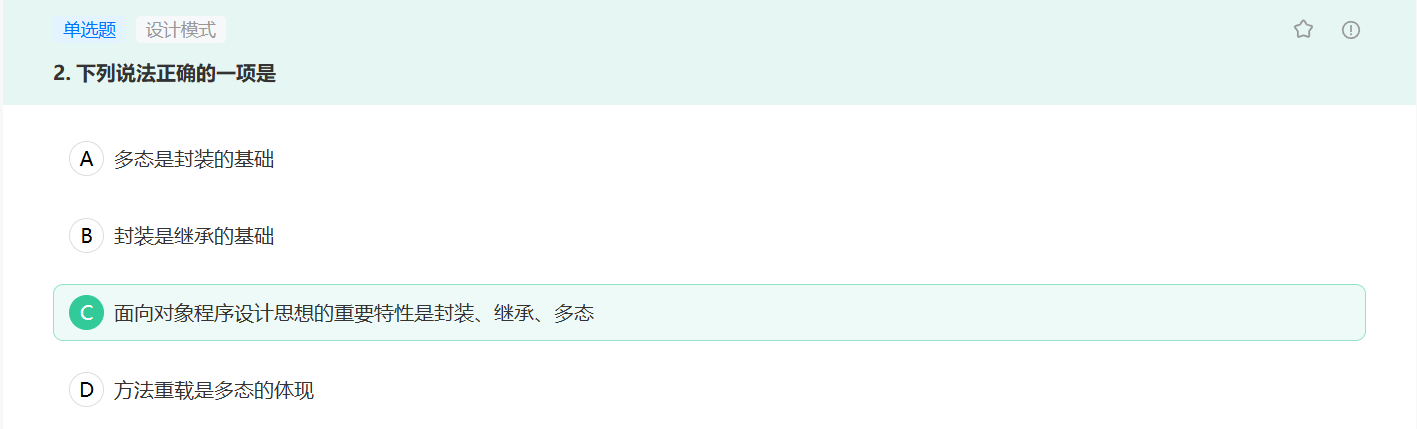 单选题 设计模式
2. 下列说法正确的一项是
A 多态是封装的基础
B 封装是继承的基础
C 面向对象程序设计思想的重要特性是封装、继承、多态
D 方法重载是多态的体现